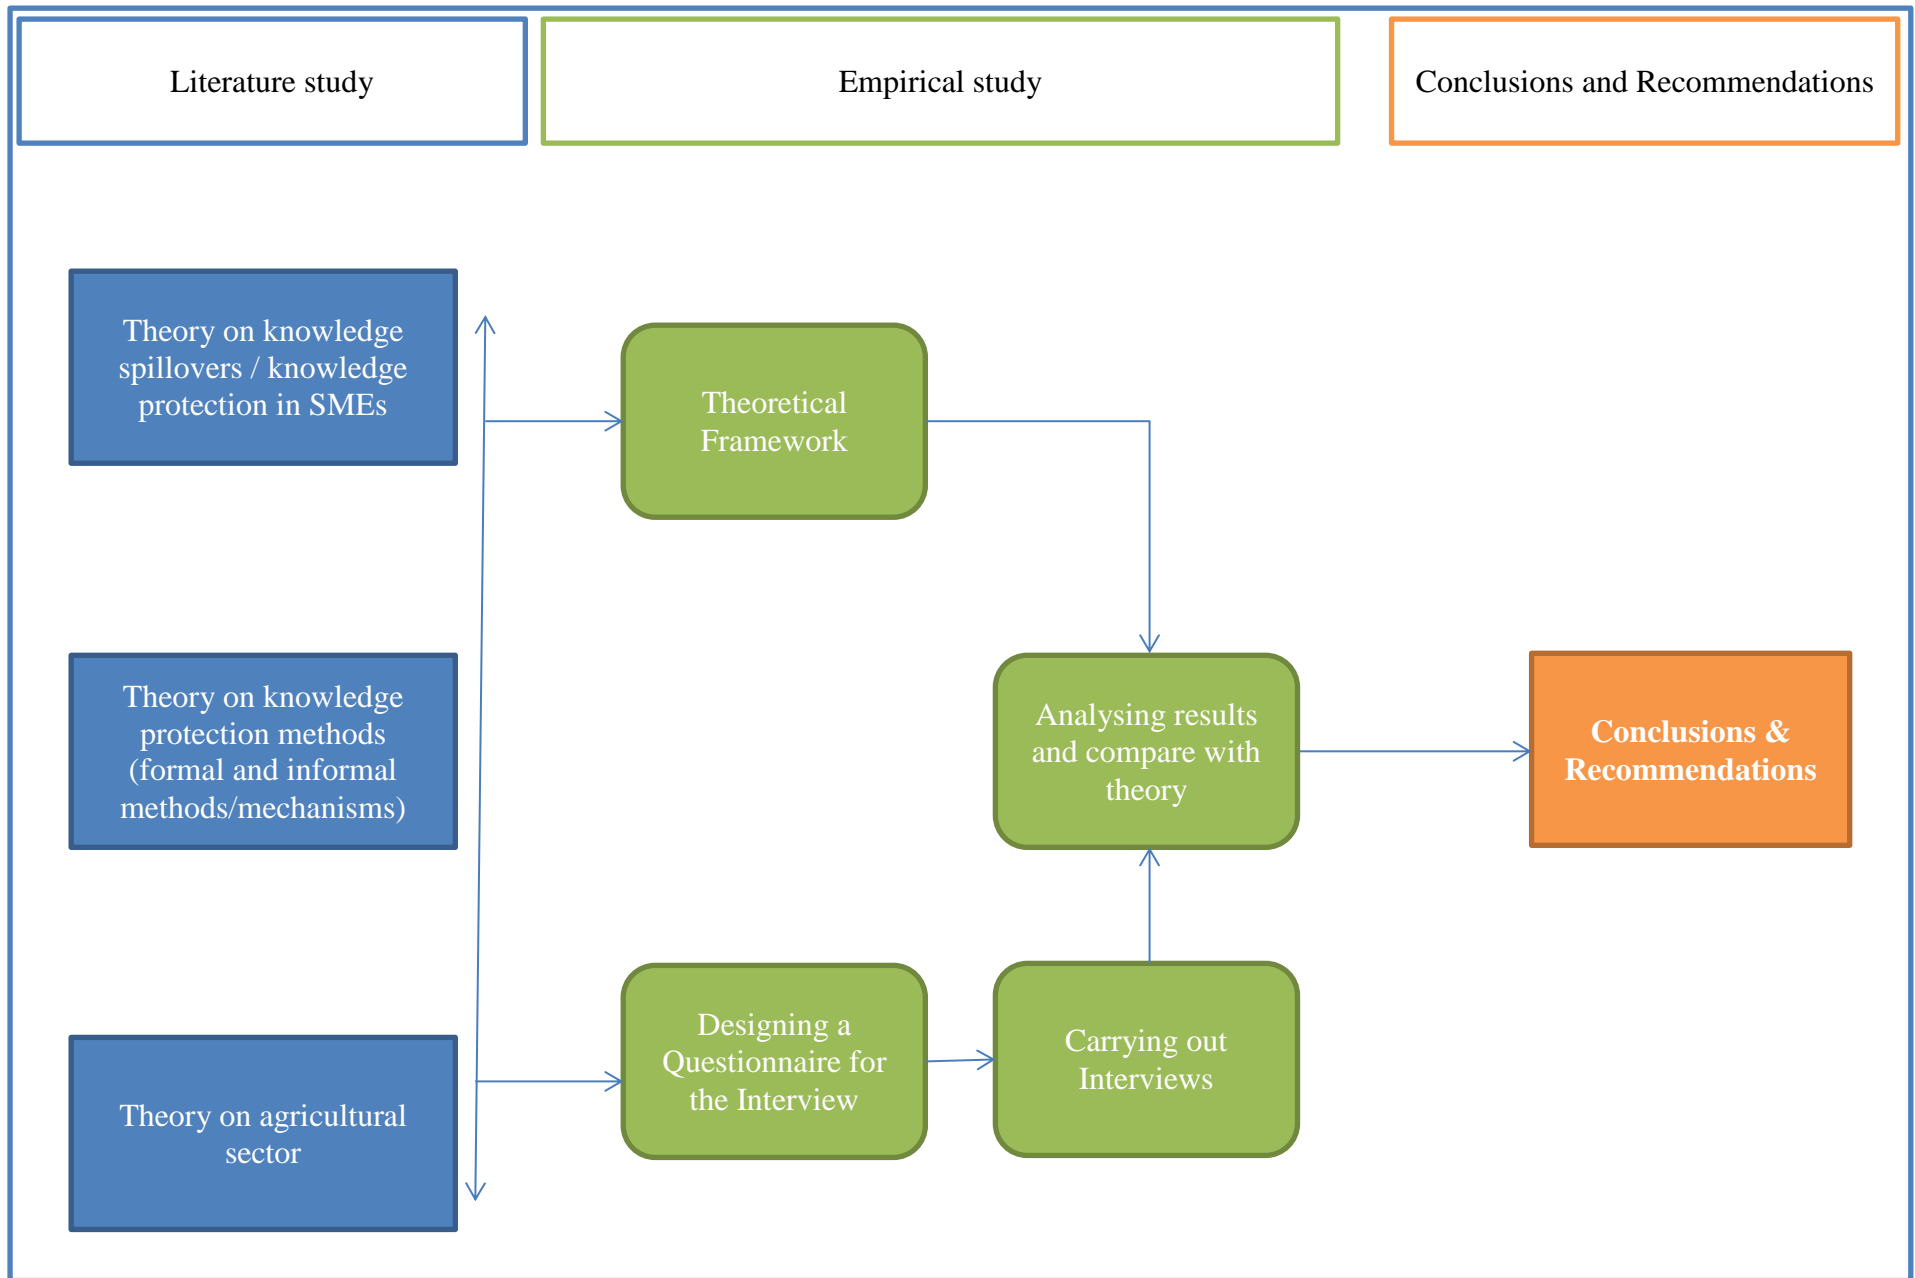 Literature study
Empirical study
Conclusions and Recommendations
Theory on knowledge
spillovers / knowledge
protection in SMEs
Theoretical
Framework
Theory on knowledge
protection methods
(formal and informal
methods/mechanisms)
Analysing results
and compare with
theory
Conclusions &
Recommendations
Theory on agricultural
sector
Designing a
Questionnaire for
the Interview
Carrying out
Interviews